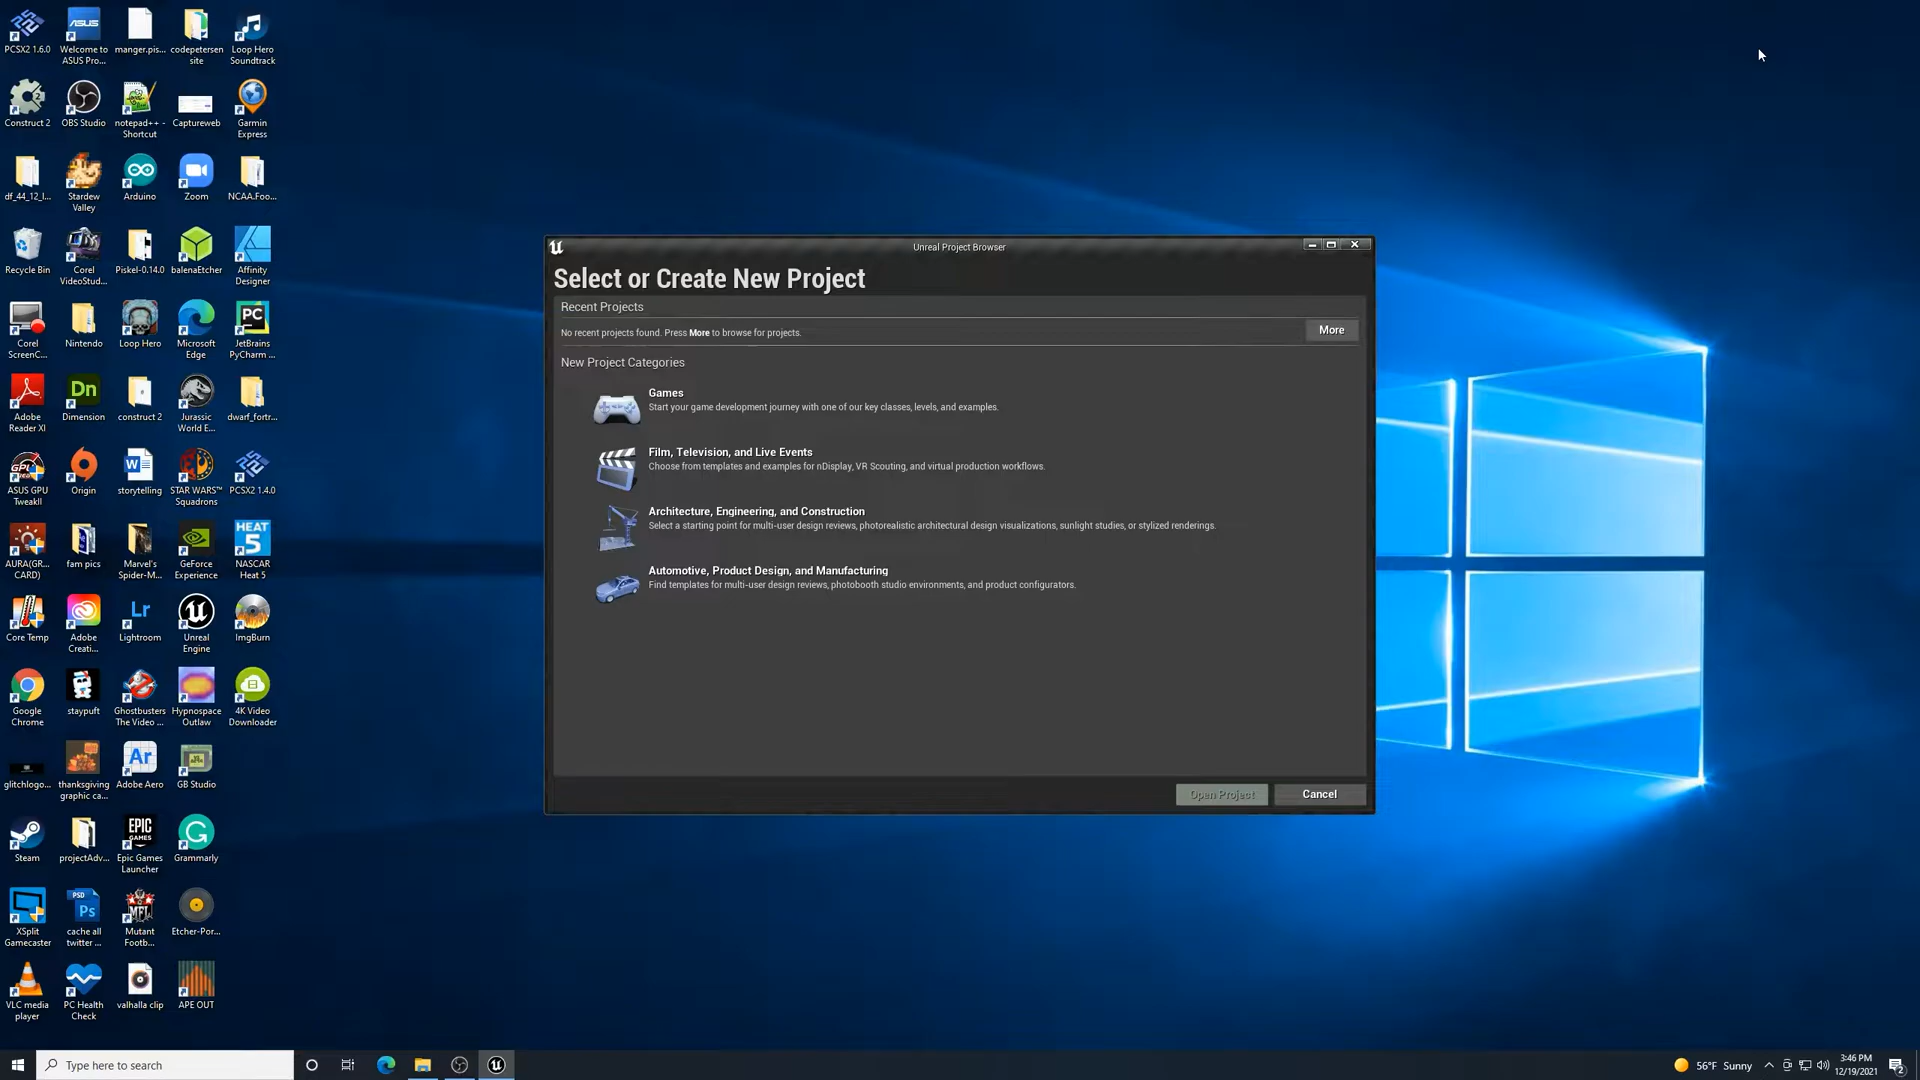 PCSX2 1.6.0
Welcome to
ASUS Pro...
manger.pis...
codepetersen
site
Loop Hero
Soundtrack
Construct 2
OBS Studio
notepad++ -
Shortcut
Captureweb
Garmin
Express
df_44_12_l...
Stardew
Valley
Arduino
Zoom
NCAA.Foo...
Recycle Bin
Corel
VideoStud...
Piskel-0.14.0
balenaEtcher
Affinity
Designer
Corel
ScreenC...
Nintendo
Loop Hero
Microsoft
Edge
JetBrains
PyCharm ...
Adobe
Reader XI
Dimension
construct 2
Jurassic
World E...
dwarf_fortr...
ASUS GPU
TweakII
Origin
storytelling
STAR WARS™
Squadrons
PCSX2 1.4.0
AURA(GR...
CARD)
fam pics
Marvel's
Spider-M...
GeForce
Experience
NASCAR
Heat 5
Core Temp
Adobe
Creati...
Lightroom
Unreal
Engine
ImgBurn
Google
Chrome
staypuft
Ghostbusters
The Video ...
Hypnospace
Outlaw
4K Video
Downloader
glitchlogo...
thanksgiving
graphic ca...
Adobe Aero
GB Studio
Steam
projectAdv...
Epic Games
Launcher
Grammarly
XSplit
Gamecaster
cache all
twitter ...
Mutant
Footb...
Etcher-Por...
VLC media
player
PC Health
Check
valhalla clip
APE OUT
ASUS
PC
Dn
W
HEAT
5
Lr
Ar
EPIC
GAMES
PSD
Ps
MFL
Unreal Project Browser
Select or Create New Project
Recent Projects
No recent projects found. Press More to browse for projects.
More
New Project Categories
Games
Start your game development journey with one of our key classes, levels, and examples.
Film, Television, and Live Events
Choose from templates and examples for nDisplay, VR Scouting, and virtual production workflows.
Architecture, Engineering, and Construction
Select a starting point for multi-user design reviews, photorealistic architectural design visualizations, sunlight studies, or stylized renderings.
Automotive, Product Design, and Manufacturing
Find templates for multi-user design reviews, photobooth studio environments, and product configurators.
Open Project
Cancel
Type here to search
56°F Sunny
3:46 PM
12/19/2021
2